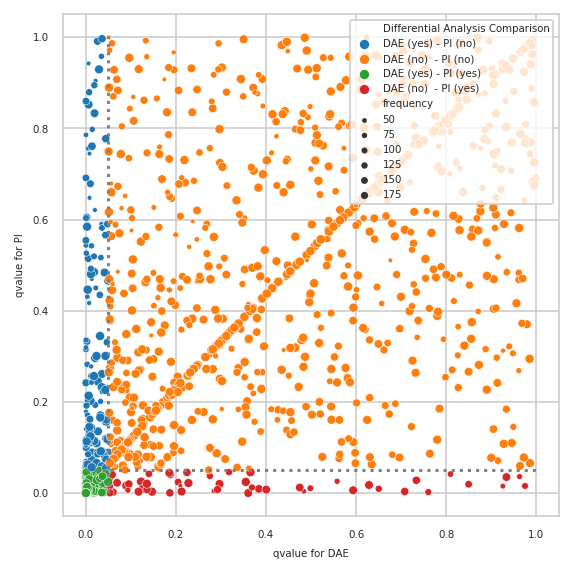 Differential Analysis Comparison
DAE (yes) - PI (no)
DAE (no) - PI (no)
DAE (yes) - PI (yes)
DAE (no) - PI (yes)
frequency
50
75
100
125
150
175
1.0
0.8
0.6
0.4
0.2
0.0
qvalue for PI
0.0 0.2 0.4 0.6 0.8 1.0
qvalue for DAE